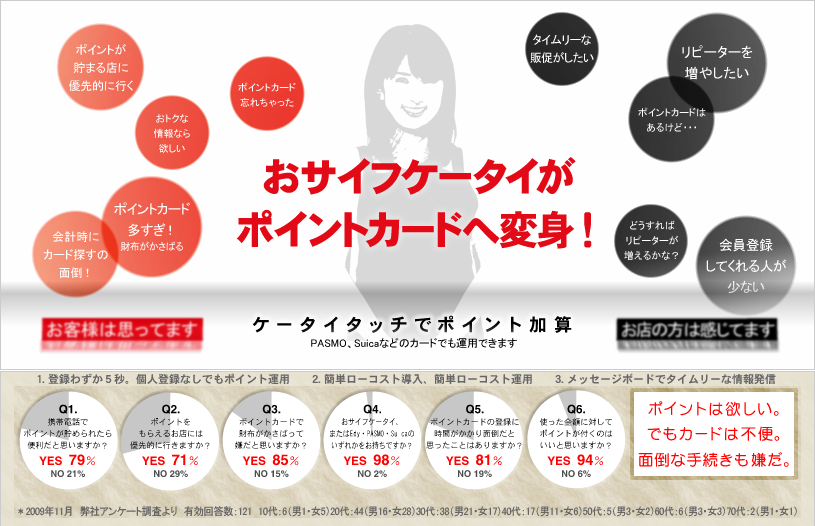 ポイントが
貯まる店に
優先的に行く
ポイントカード
忘れちゃった
おトクな
情報なら
欲しい
ポイントカード
多すぎ！
財布がかさばる
会計時に
カード探すの
面倒！
タイムリーな
販促がしたい
リピーターを
増やしたい
ポイントカードは
あるけど・・・
どうすれば
リピーターが
増えるかな？
会員登録
してくれる人が
少ない
おサイフケータイが
ポイントカードへ変身！
お客様は思ってます
ケータイタッチでポイント加算
PASMO、Suicaなどのカードでも運用できます
お店の方は感じてます
1. 登録わずか５秒。個人登録なしでもポイント運用
2. 簡単ローコスト導入、簡単ローコスト運用
3. メッセージボードでタイムリーな情報発信
Q1.
携帯電話で
ポイントが貯められたら
便利だと思いますか？
YES 79%
NO 21%
Q2.
ポイントを
もらえるお店には
優先的に行きますか？
YES 71%
NO 29%
Q3.
ポイントカードで
財布がかさばって
嫌だと思いますか？
YES 85%
NO 15%
Q4.
おサイフケータイ、
またはEdy・PASMO・Suicaの
いずれかをお持ちですか？
YES 98%
NO 2%
Q5.
ポイントカードの登録に
時間がかかり面倒だと
思ったことはありますか？
YES 81%
NO 19%
Q6.
使った金額に対して
ポイントが付くのは
いいと思いますか？
YES 94%
NO 6%
ポイントは欲しい。
でもカードは不便。
面倒な手続きも嫌だ。
＊2009年11月 弊社アンケート調査より 有効回答数：121 10代：6(男1・女5)20代：44(男16・女28)30代：38(男21・女17)40代：17(男11・女6)50代：5(男3・女2)60代：6(男3・女3)70代：2(男1・女1)